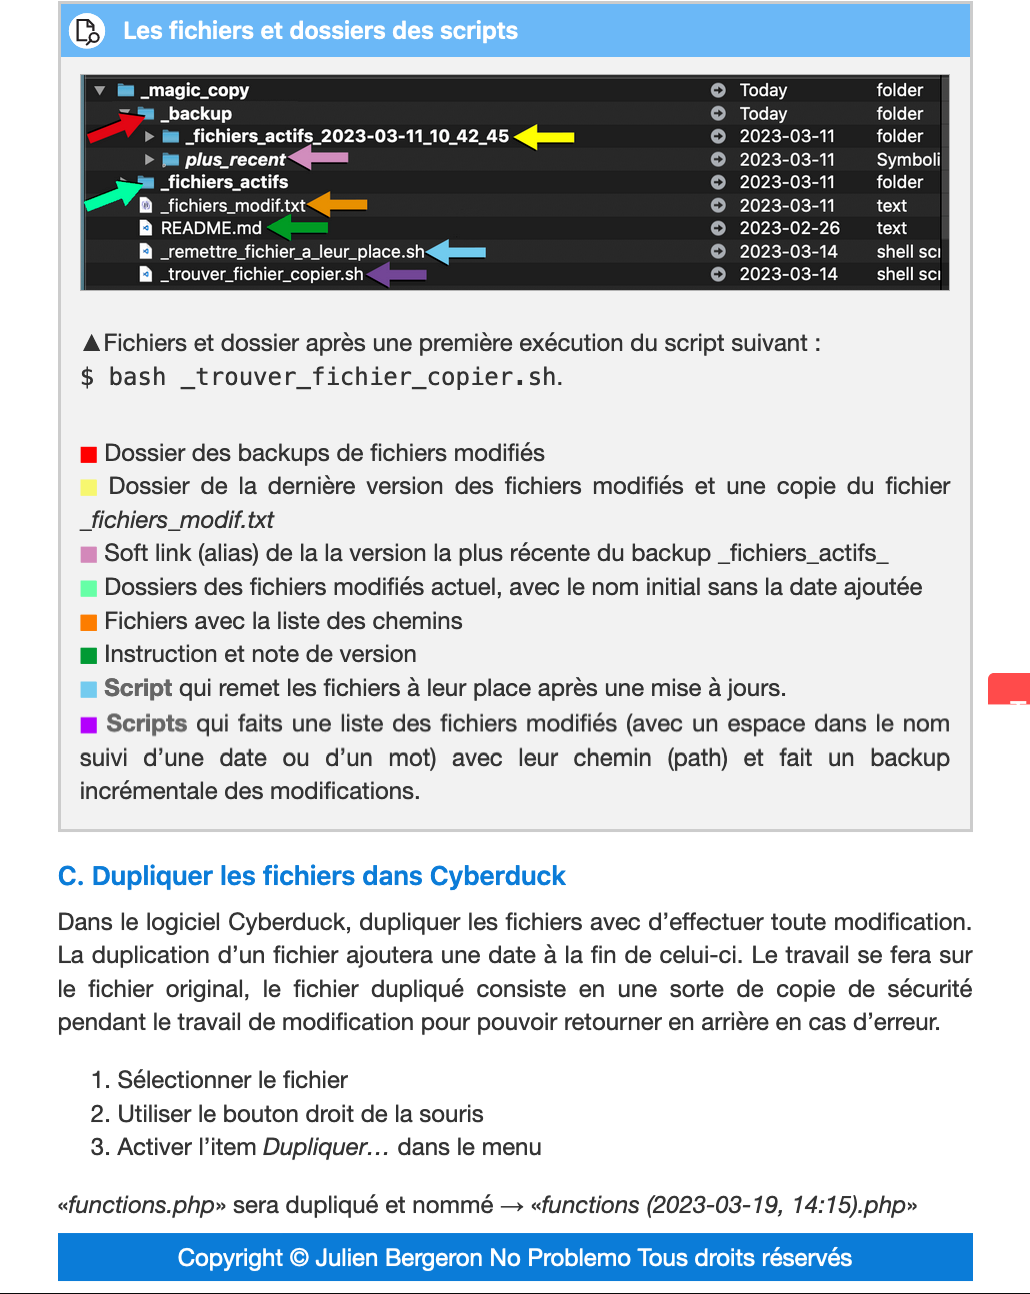 Les fichiers et dossiers des scripts
_magic_copy Today folder
_backup Today folder
_fichiers_actifs_2023-03-11_10_42_45 2023-03-11 folder
plus_recent 2023-03-11 Symboli
_fichiers_actifs 2023-03-11 folder
_fichiers_modif.txt 2023-03-11 text
README.md 2023-02-26 text
_remettre_fichier_a_leur_place.sh 2023-03-14 shell scr
_trouver_fichier_copier.sh 2023-03-14 shell scr
▲Fichiers et dossier après une première exécution du script suivant :
$ bash _trouver_fichier_copier.sh.
Dossier des backups de fichiers modifiés
Dossier de la dernière version des fichiers modifiés et une copie du fichier
_fichiers_modif.txt
Soft link (alias) de la la version la plus récente du backup _fichiers_actifs_
Dossiers des fichiers modifiés actuel, avec le nom initial sans la date ajoutée
Fichiers avec la liste des chemins
Instruction et note de version
Script qui remet les fichiers à leur place après une mise à jours.
Scripts qui faits une liste des fichiers modifiés (avec un espace dans le nom
suivi d’une date ou d’un mot) avec leur chemin (path) et fait un backup
incrémentale des modifications.
C. Dupliquer les fichiers dans Cyberduck
Dans le logiciel Cyberduck, dupliquer les fichiers avec d’effectuer toute modification.
La duplication d’un fichier ajoutera une date à la fin de celui-ci. Le travail se fera sur
le fichier original, le fichier dupliqué consiste en une sorte de copie de sécurité
pendant le travail de modification pour pouvoir retourner en arrière en cas d’erreur.
1. Sélectionner le fichier
2. Utiliser le bouton droit de la souris
3. Activer l’item Dupliquer… dans le menu
«functions.php» sera dupliqué et nommé → «functions (2023-03-19, 14:15).php»
Copyright © Julien Bergeron No Problemo Tous droits réservés